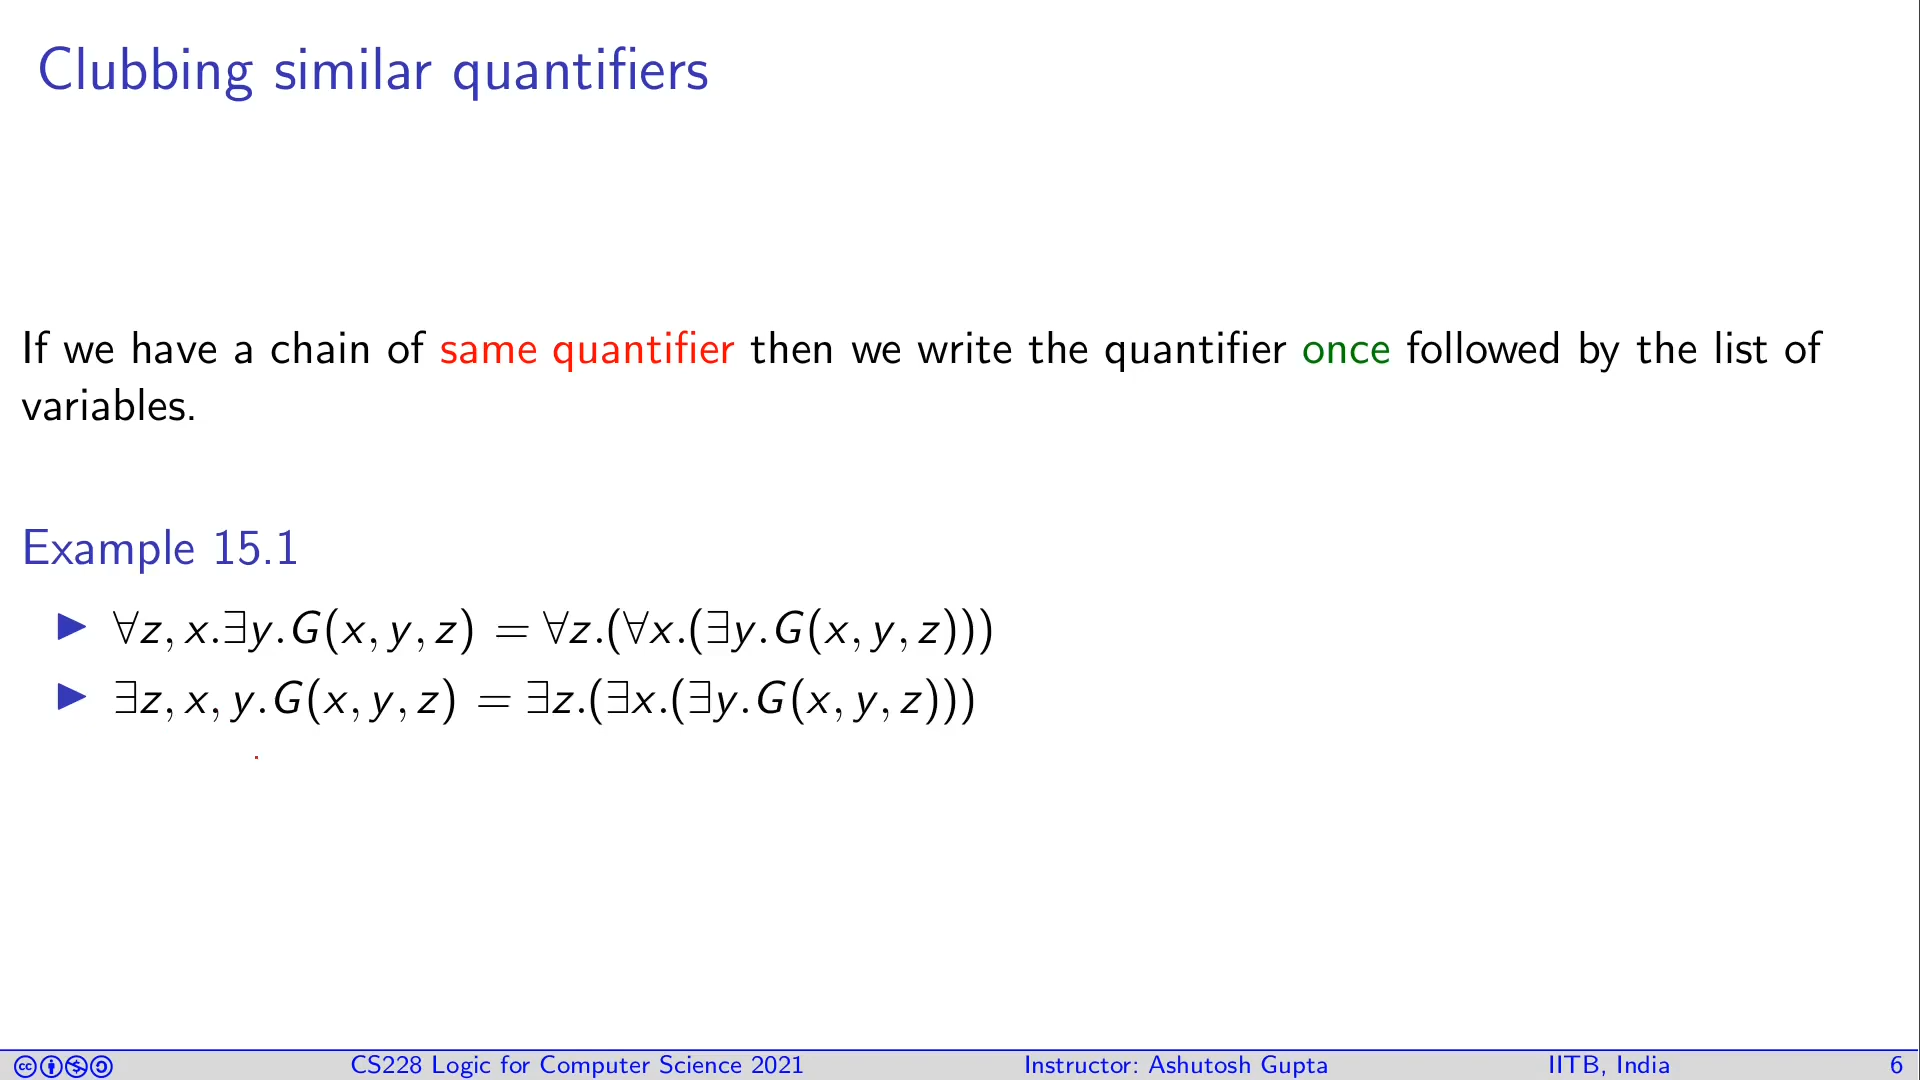 Clubbing similar quantifiers
If we have a chain of same quantifier then we write the quantifier once followed by the list of
variables.
Example 15.1
▶ ∀z, x.∃y.G(x, y, z) = ∀z.(∀x.(∃y.G(x, y, z)))
▶ ∃z, x, y.G(x, y, z) = ∃z.(∃x.(∃y.G(x, y, z)))
CS228 Logic for Computer Science 2021 Instructor: Ashutosh Gupta IITB, India 6